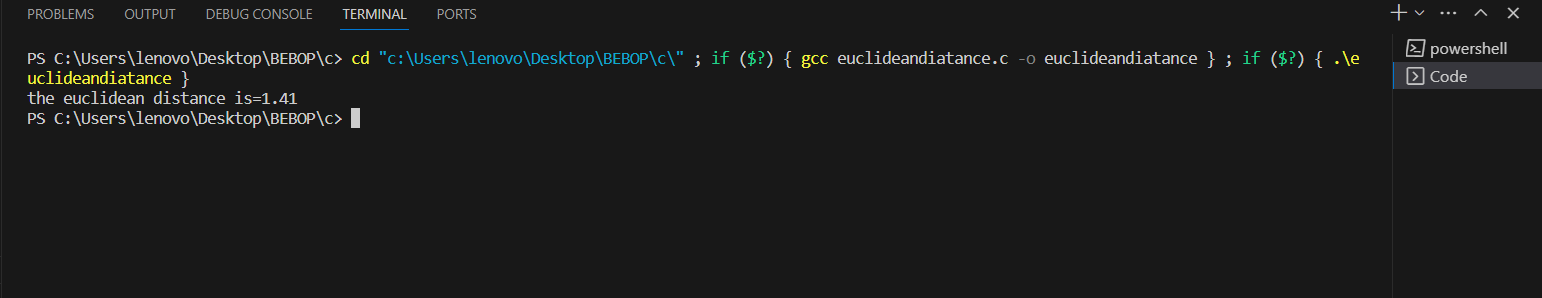 PROBLEMS OUTPUT DEBUG CONSOLE TERMINAL PORTS
PS C:\Users\lenovo\Desktop\BEBOP\c> cd "c:\Users\lenovo\Desktop\BEBOP\c\" ; if ($?) { gcc euclideandiatance.c -o euclideandiatance } ; if ($?) { .\e
uclideandiatance }
the euclidean distance is=1.41
PS C:\Users\lenovo\Desktop\BEBOP\c>
powershell
Code